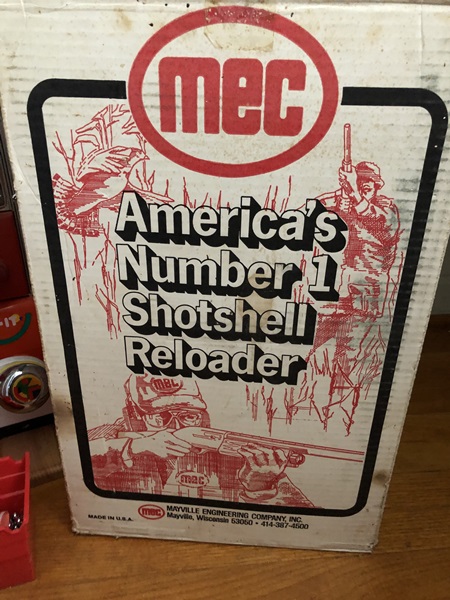 mec
America's
Number 1
Shotshell
Reloader
mec
mec
MADE IN U.S.A.
mec
MAYVILLE ENGINEERING COMPANY, INC.
Mayville, Wisconsin 53050 • 414-387-4500